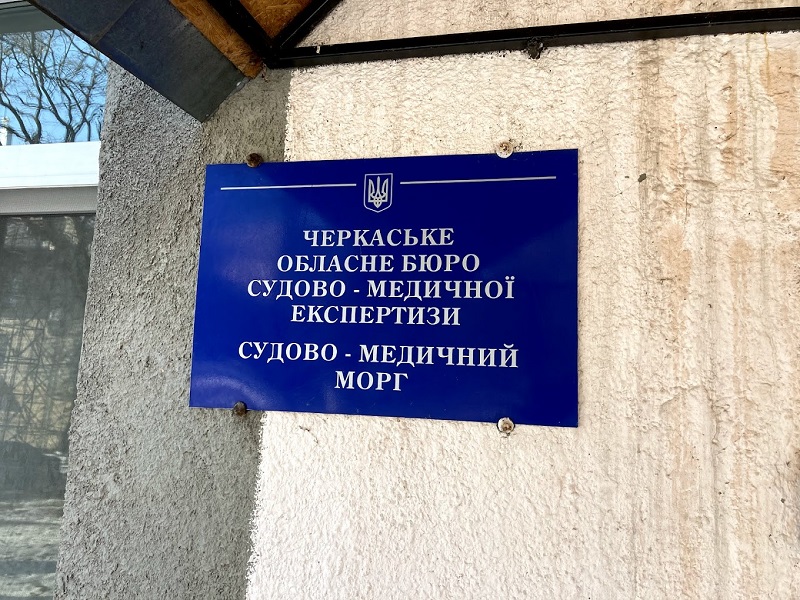 ЧЕРКАСЬКЕ
ОБЛАСНЕ БЮРО
СУДОВО - МЕДИЧНОЇ
ЕКСПЕРТИЗИ
СУДОВО - МЕДИЧНИЙ
МОРГ